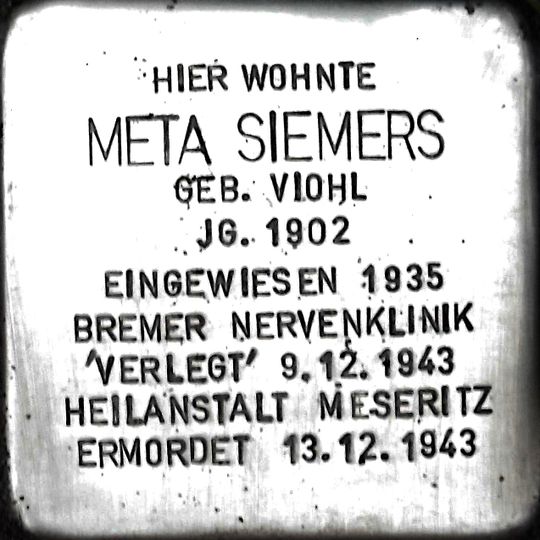 HIER WOHNTE
META SIEMERS
GEB. VIOHL
JG. 1902
EINGEWIESEN 1935
BREMER NERVENKLINIK
'VERLEGT' 9.12.1943
HEILANSTALT MESERITZ
ERMORDET 13.12.1943